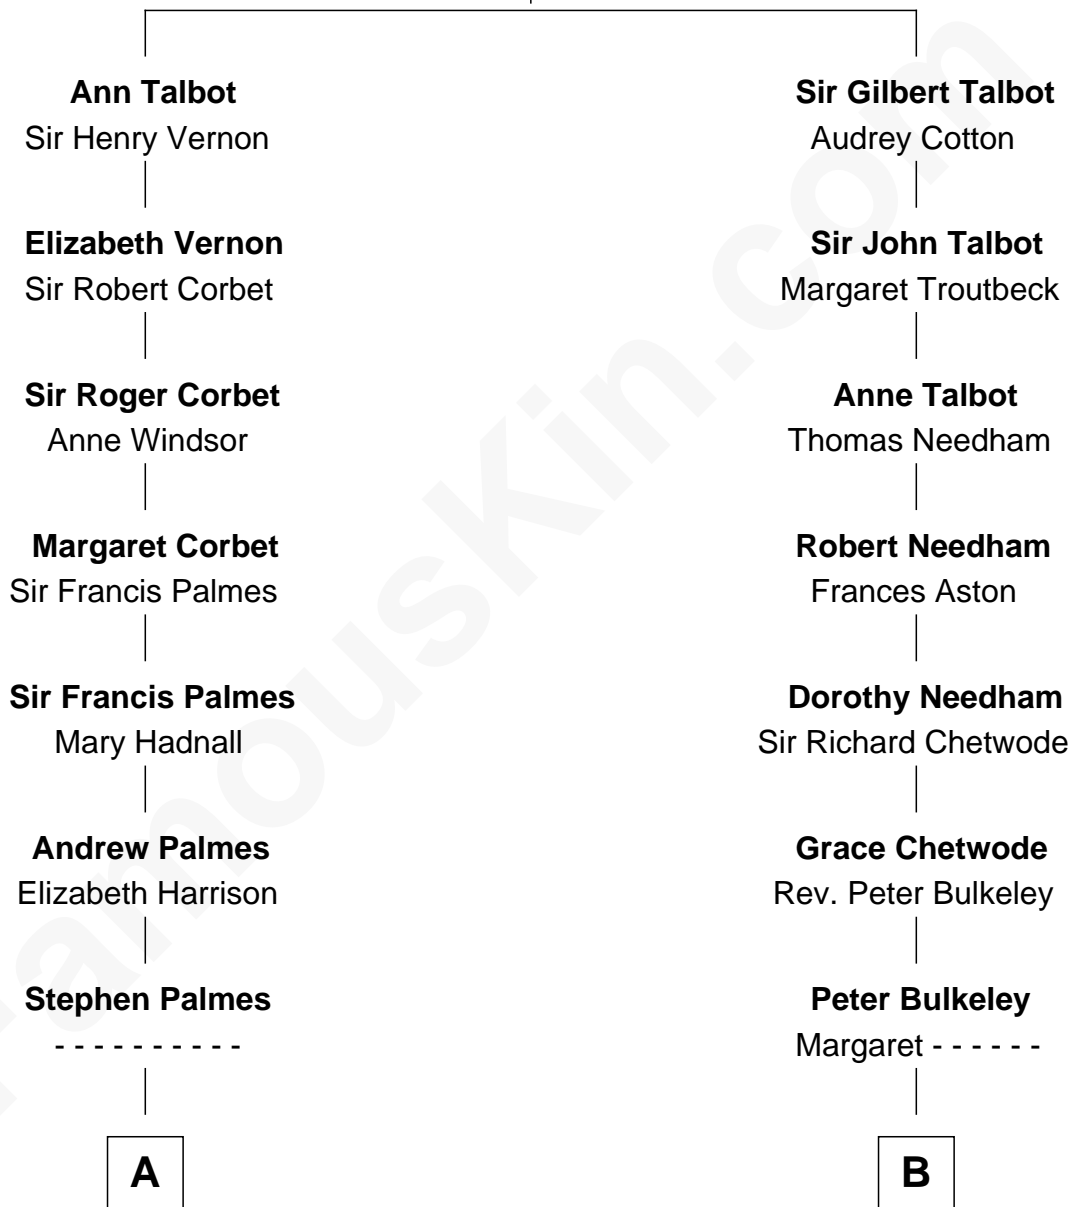 Ann Talbot
Sir Henry Vernon
Elizabeth Vernon
Sir Robert Corbet
Sir Roger Corbet
Anne Windsor
Margaret Corbet
Sir Francis Palmes
Sir Francis Palmes
Mary Hadnall
Andrew Palmes
Elizabeth Harrison
Stephen Palmes
- - - - - - - - - -
A
Sir Gilbert Talbot
Audrey Cotton
Sir John Talbot
Margaret Troutbeck
Anne Talbot
Thomas Needham
Robert Needham
Frances Aston
Dorothy Needham
Sir Richard Chetwode
Grace Chetwode
Rev. Peter Bulkeley
Peter Bulkeley
Margaret - - - - - -
B
FamousKin.com